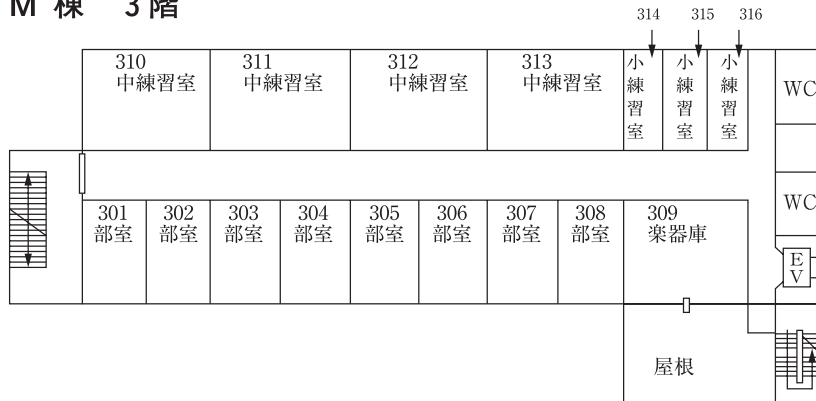 M 棟 3階
314 315 316
310
中練習室
311
中練習室
312
中練習室
313
中練習室
小練習室
小練習室
小練習室
WC
WC
301
部室
302
部室
303
部室
304
部室
305
部室
306
部室
307
部室
308
部室
309
楽器庫
EV
屋根